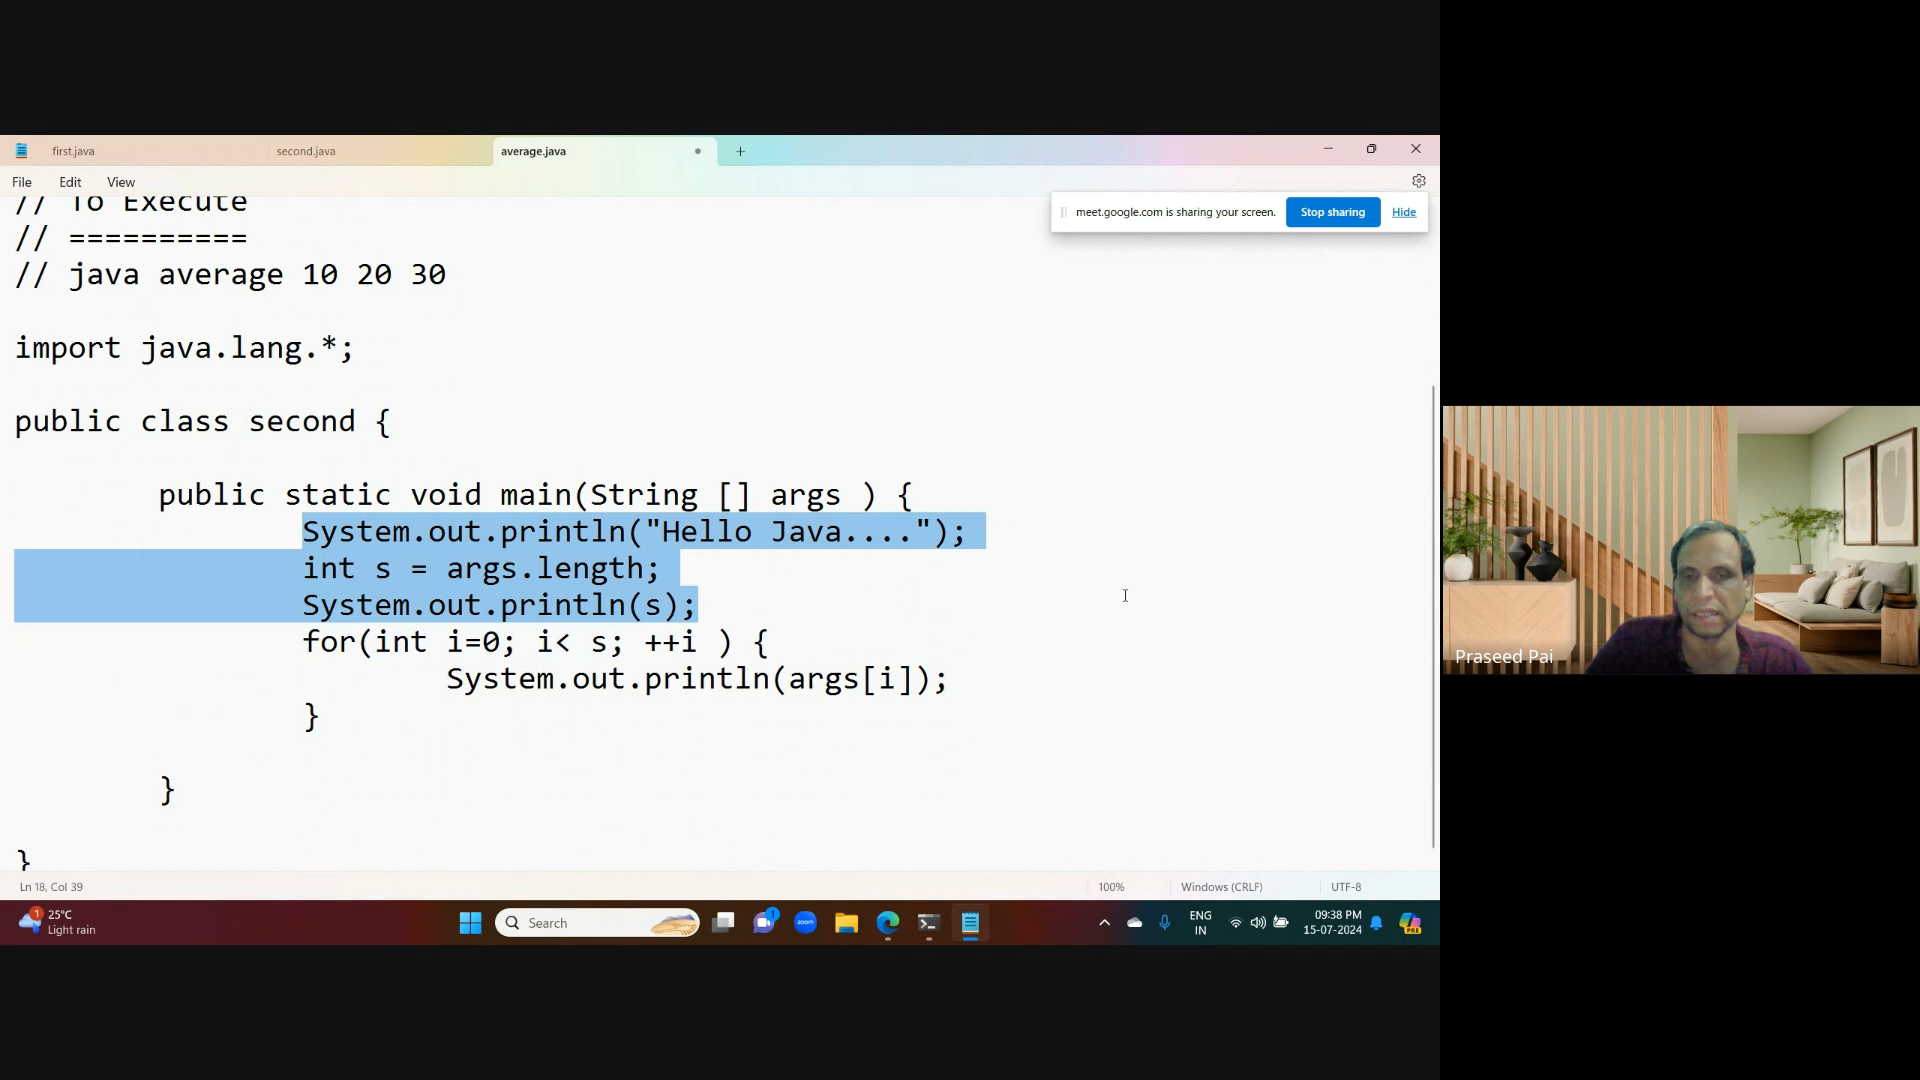 first.java
second.java
average.java
File
Edit
View
meet.google.com is sharing your screen.
Stop sharing
Hide
// To Execute
// ==========
// java average 10 20 30
import java.lang.*;
public class second {
public static void main(String [] args ) {
System.out.println("Hello Java....");
int s = args.length;
System.out.println(s);
for(int i=0; i< s; ++i ) {
System.out.println(args[i]);
}
}
}
Praseed Pai
Ln 18, Col 39
100%
Windows (CRLF)
UTF-8
1
25°C
Light rain
Search
1
zoom
ENG
IN
09:38 PM
15-07-2024
PRE